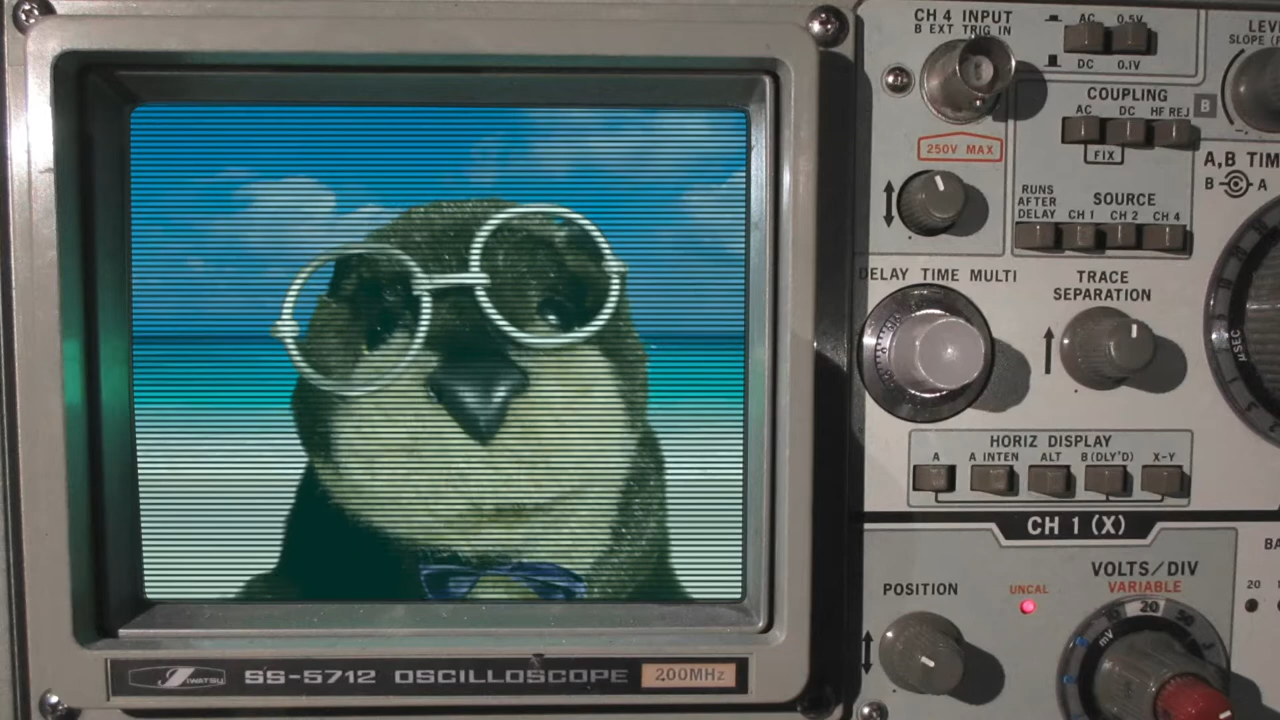 CH 4 INPUT
B EXT TRIG IN
AC 0.5V
DC 0.1V
LEVE
SLOPE
COUPLING
AC DC HF REJ
B
FIX
250V MAX
A,B TIM
B A
RUNS
AFTER
DELAY
SOURCE
CH 1 CH 2 CH 4
DELAY TIME MULTI
TRACE
SEPARATION
μSEC
HORIZ DISPLAY
A A INTEN ALT B(DLY'D) X-Y
CH 1 (X)
BA
VOLTS/DIV
VARIABLE
POSITION
UNCAL
20
20 50
mV
IWATSU SS-5712 OSCILLOSCOPE 200MHz